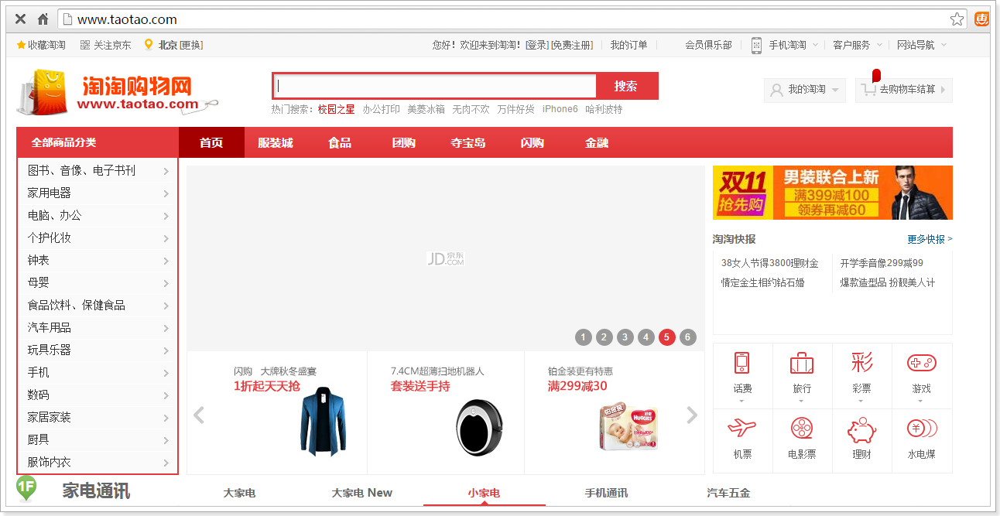 www.taotao.com
惠
收藏淘淘 关注京东 北京 [更换] 您好！欢迎来到淘淘！[登录] [免费注册] 我的订单 会员俱乐部 手机淘淘 客户服务 网站导航
淘淘购物网
www.taotao.com
搜索
我的淘淘 去购物车结算
热门搜索： 校园之星 办公打印 美菱冰箱 无肉不欢 万件好货 iPhone6 哈利波特
全部商品分类 首页 服装城 食品 团购 夺宝岛 闪购 金融
图书、音像、电子书刊
家用电器
电脑、办公
个护化妆
钟表
母婴
食品饮料、保健食品
汽车用品
玩具乐器
手机
数码
家居家装
厨具
服饰内衣
JD 京东
.COM
1 2 3 4 5 6
闪购 大牌秋冬盛宴
1折起天天抢
7.4CM超薄扫地机器人
套装送手持
铂金装更有特惠
满299减30
铂金装
HUGGIES
双11
抢先购
男装联合上新
满399减100
领券再减60
淘淘快报 更多快报 >
38女人节得3800理财金 开学季音像299减99
情定金生相约钻石婚 爆款造型品 扮靓美人计
话费 旅行 彩 彩票 游戏
机票 电影票 理财 ¥ 水电煤
1F 家电通讯 大家电 大家电 New 小家电 手机通讯 汽车五金